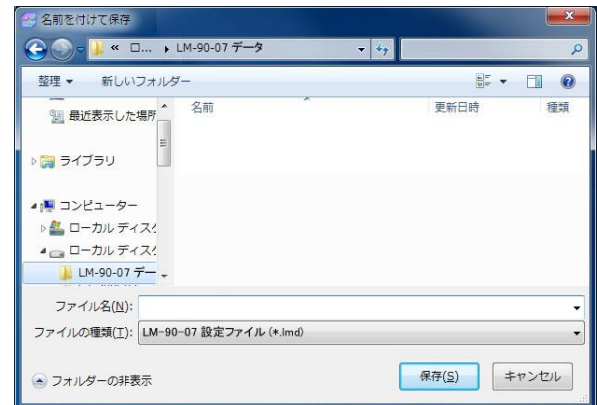 名前を付けて保存
« ロ... ▸ LM-90-07 データ
整理 ▼ 新しいフォルダー
名前 更新日時 種類
最近表示した場所
ライブラリ
コンピューター
ローカル ディスク
ローカル ディスク
LM-90-07 デー
ファイル名(N):
ファイルの種類(T): LM-90-07 設定ファイル (*.lmd)
フォルダーの非表示 保存(S) キャンセル